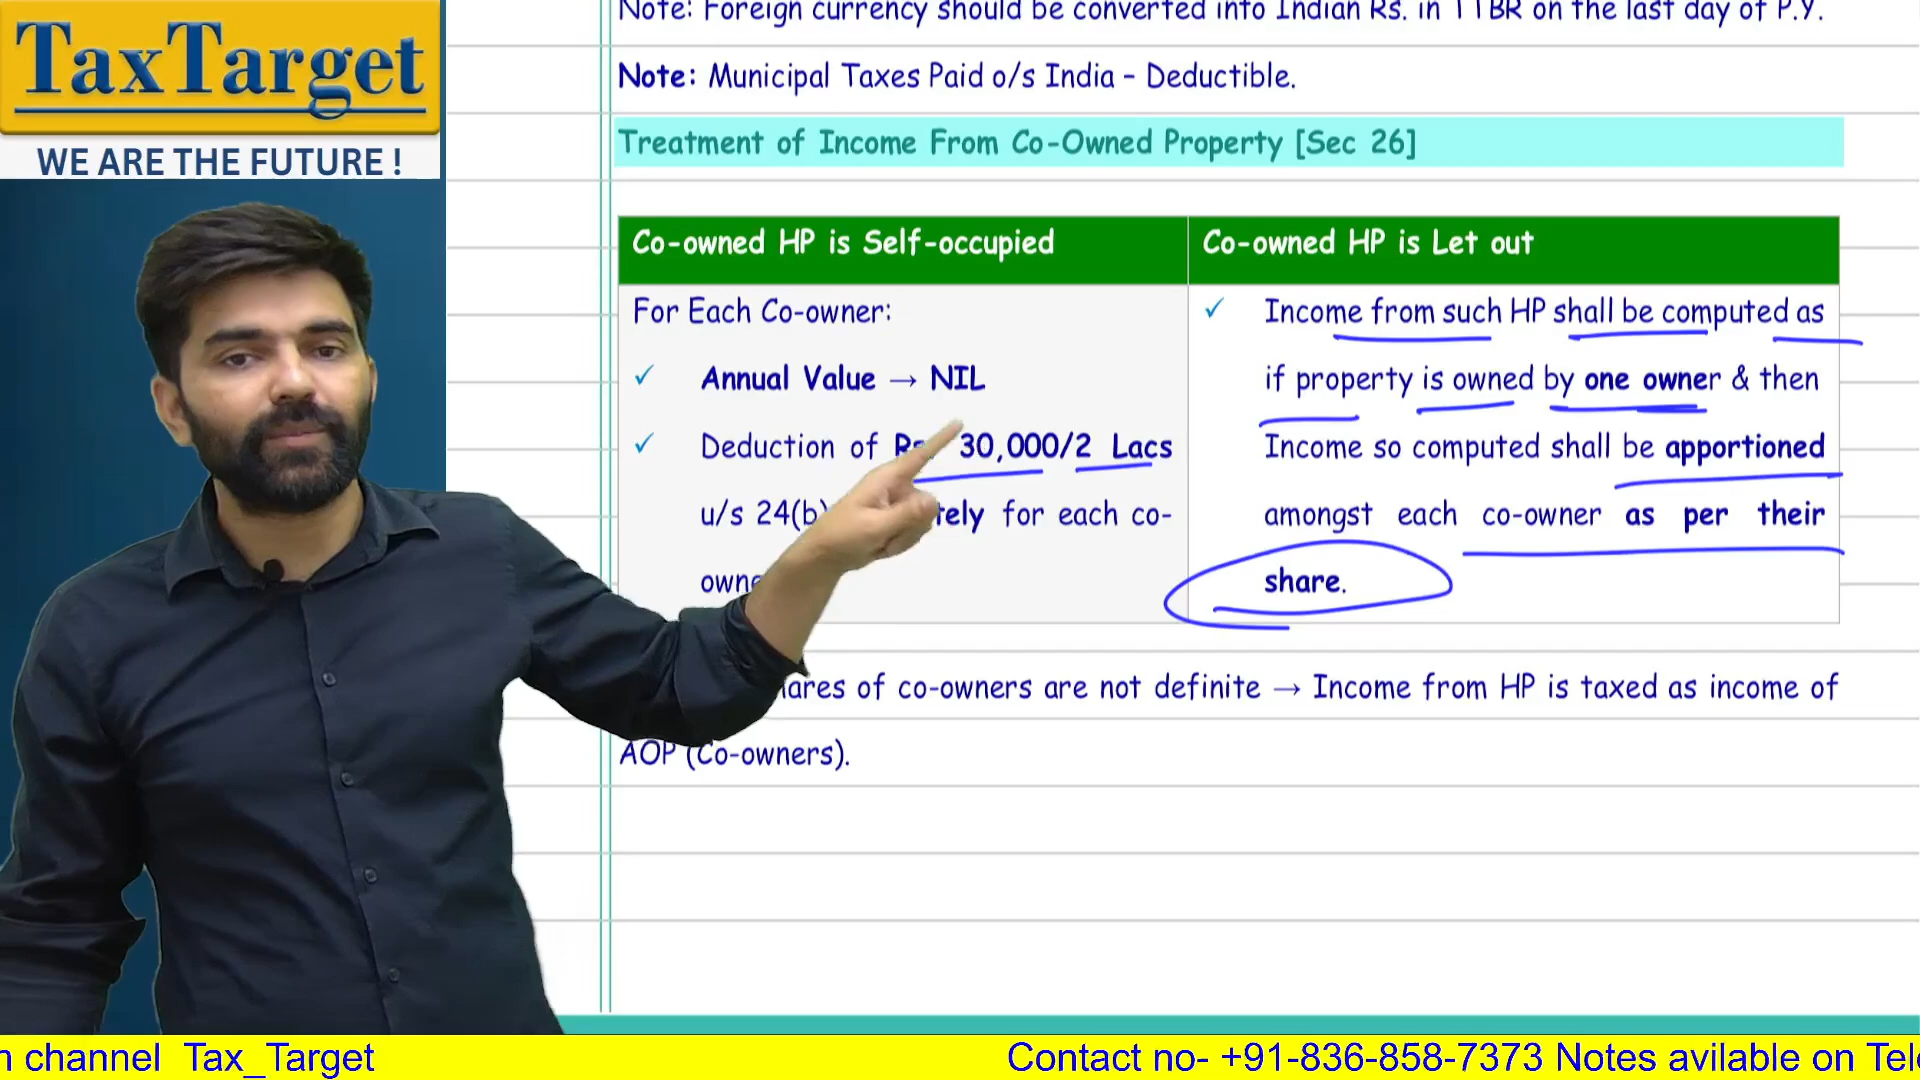 TaxTarget
WE ARE THE FUTURE !
Note: Foreign currency should be converted into Indian Rs. in TTBR on the last day of P.Y.
Note: Municipal Taxes Paid o/s India – Deductible.
Treatment of Income From Co-Owned Property [Sec 26]
Co-owned HP is Self-occupied
For Each Co-owner:
✓ Annual Value → NIL
✓ Deduction of 30,000/2 Lacs
u/s 24(b) for each co-
Co-owned HP is Let out
✓ Income from such HP shall be computed as
if property is owned by one owner & then
Income so computed shall be apportioned
amongst each co-owner as per their
share.
of co-owners are not definite → Income from HP is taxed as income of
AOP (Co-owners).
channel Tax_Target
Contact no- +91-836-858-7373 Notes avilable on